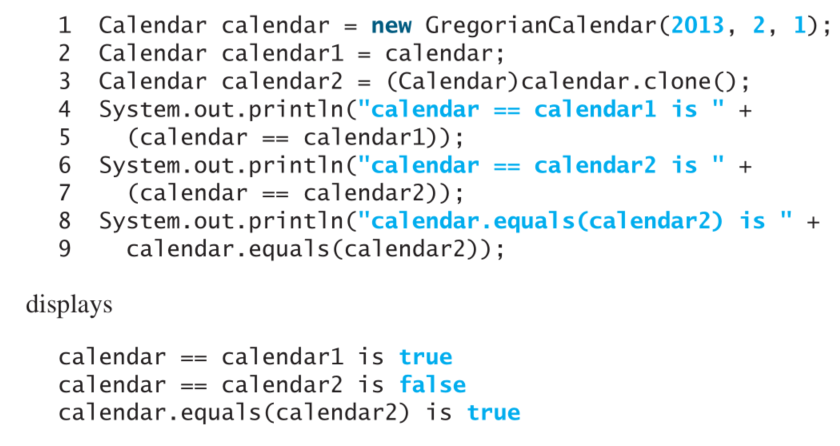 1 Calendar calendar = new GregorianCalendar(2013, 2, 1);
2 Calendar calendar1 = calendar;
3 Calendar calendar2 = (Calendar)calendar.clone();
4 System.out.println("calendar == calendar1 is " +
5 (calendar == calendar1));
6 System.out.println("calendar == calendar2 is " +
7 (calendar == calendar2));
8 System.out.println("calendar.equals(calendar2) is " +
9 calendar.equals(calendar2));
displays
calendar == calendar1 is true
calendar == calendar2 is false
calendar.equals(calendar2) is true